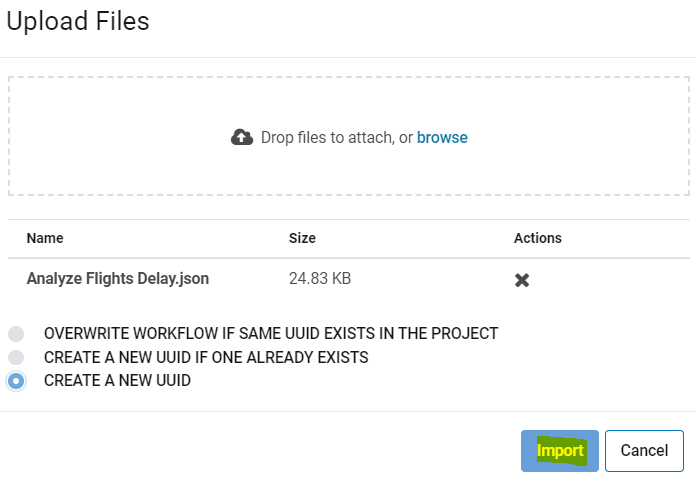 Upload Files
Drop files to attach, or browse
Name Size Actions
Analyze Flights Delay.json 24.83 KB
OVERWRITE WORKFLOW IF SAME UUID EXISTS IN THE PROJECT
CREATE A NEW UUID IF ONE ALREADY EXISTS
CREATE A NEW UUID
Import Cancel